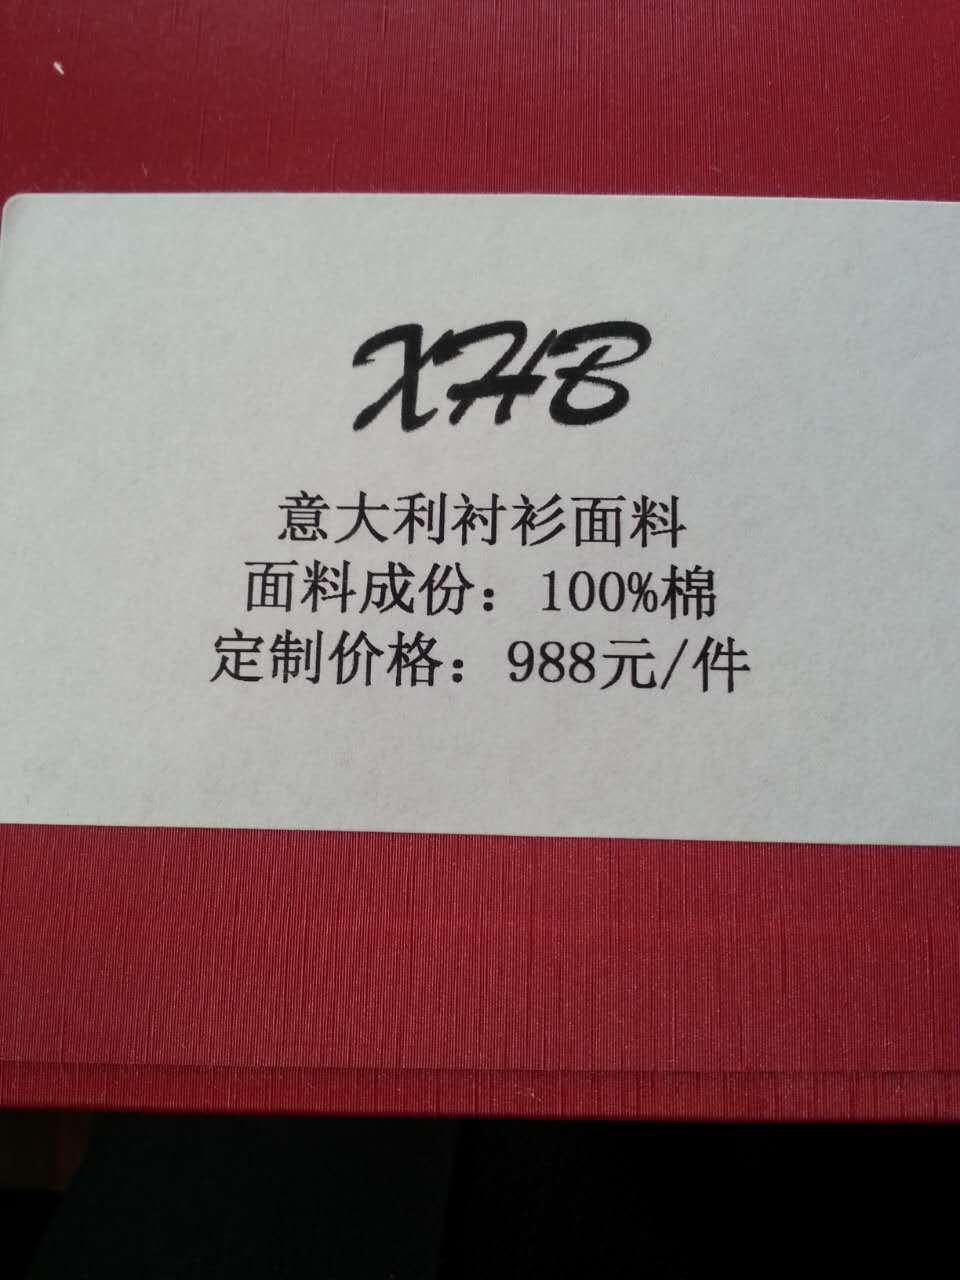 XHB
意大利衬衫面料
面料成份：100%棉
定制价格：988元/件